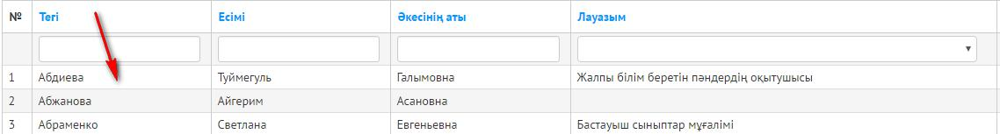 № Тегі Есімі Әкесінің аты Лауазым
1 Абдиева Туймегуль Галымовна Жалпы білім беретін пәндердің оқытушысы
2 Абжанова Айгерим Асановна
3 Абраменко Светлана Евгеньевна Бастауыш сыныптар мұғалімі